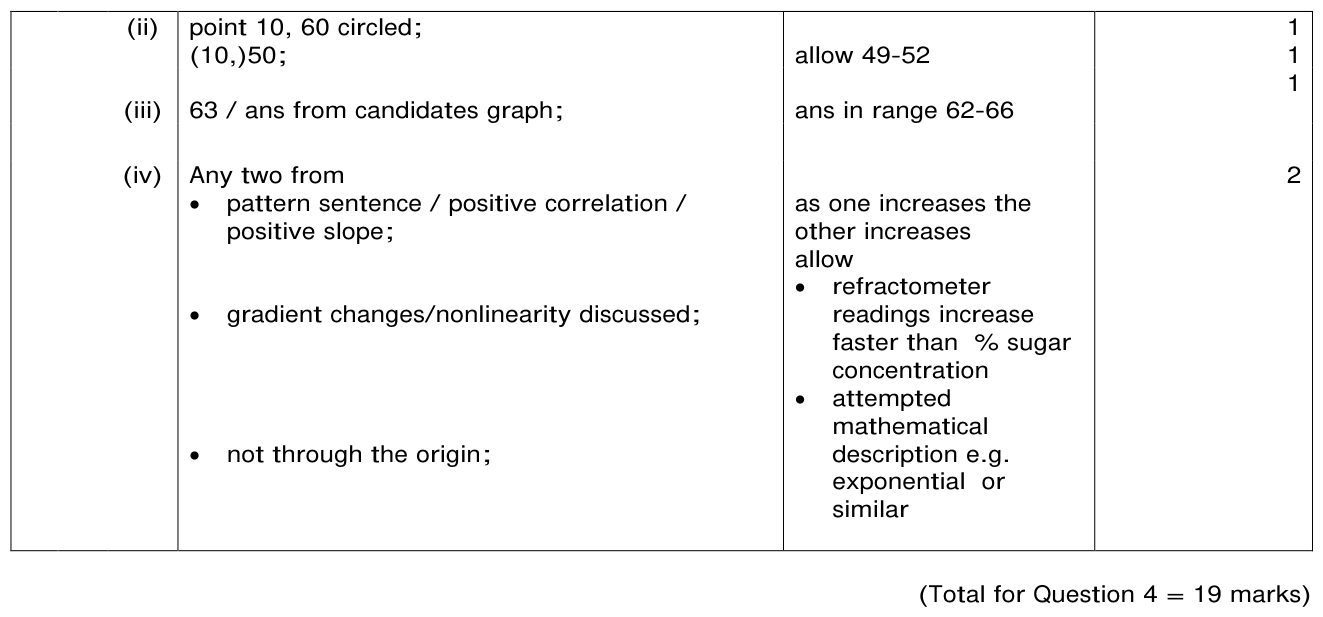 (ii) point 10, 60 circled; 1
(10,)50; allow 49-52 1
1
(iii) 63 / ans from candidates graph; ans in range 62-66
(iv) Any two from 2
• pattern sentence / positive correlation / as one increases the
positive slope; other increases
allow
• refractometer
• gradient changes/nonlinearity discussed; readings increase
faster than % sugar
concentration
• attempted
mathematical
• not through the origin; description e.g.
exponential or
similar
(Total for Question 4 = 19 marks)